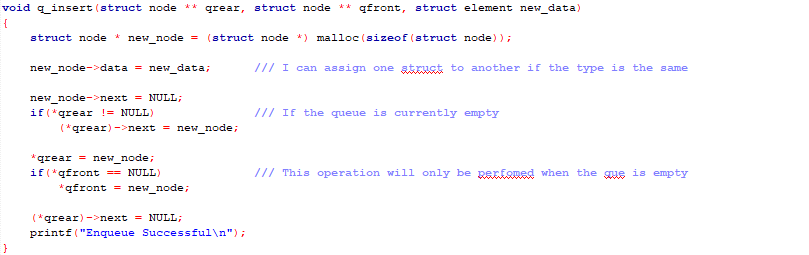 void q_insert(struct node ** qrear, struct node ** qfront, struct element new_data)
{
    struct node * new_node = (struct node *) malloc(sizeof(struct node));
    new_node->data = new_data;      /// I can assign one struct to another if the type is the same
    new_node->next = NULL;
    if(*qrear != NULL)              /// If the queue is currently empty
        (*qrear)->next = new_node;
    *qrear = new_node;
    if(*qfront == NULL)             /// This operation will only be perfomed when the que is empty
        *qfront = new_node;
    (*qrear)->next = NULL;
    printf("Enqueue Successful\n");
}